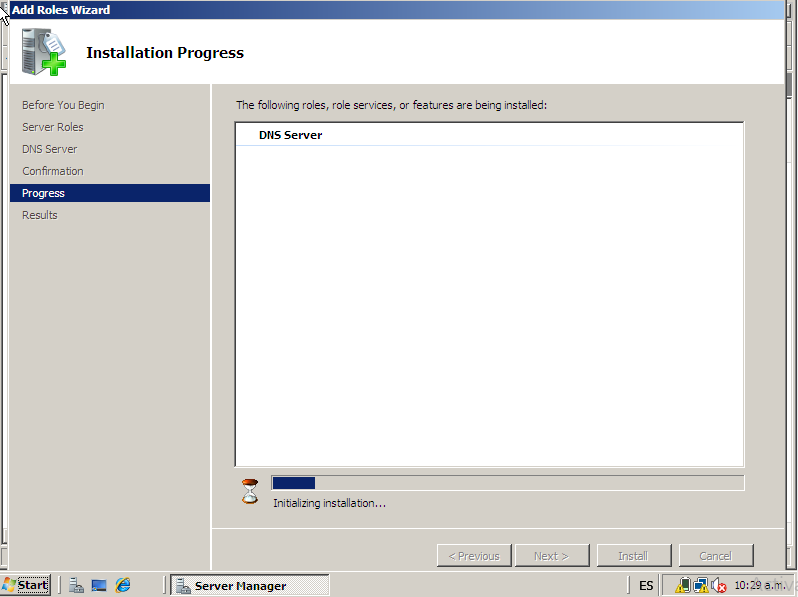 Add Roles Wizard
Installation Progress
Before You Begin
Server Roles
DNS Server
Confirmation
Progress
Results
The following roles, role services, or features are being installed:
DNS Server
Initializing installation...
< Previous
Next >
Install
Cancel
Start
Server Manager
ES
10:29 a.m.